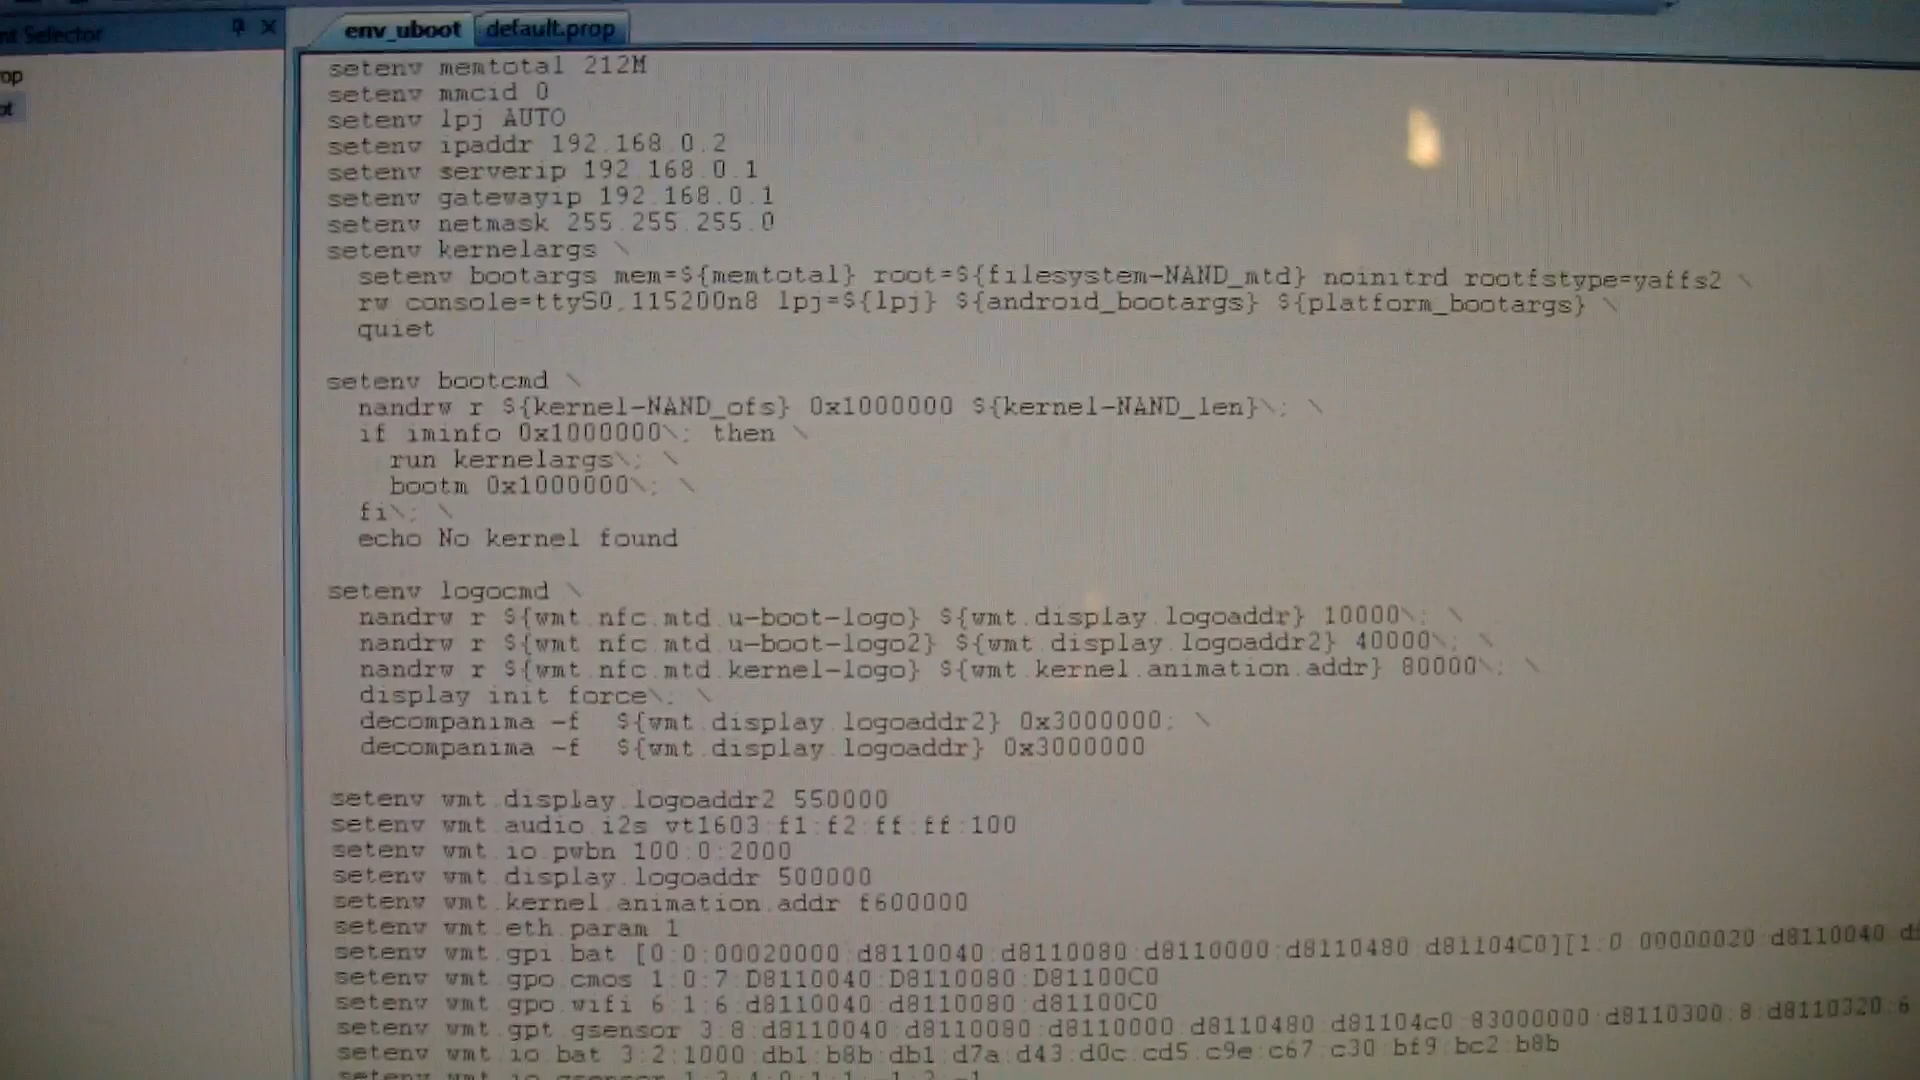 nt Selector
env_uboot default.prop
op
ot
setenv memtotal 212M
setenv mmcid 0
setenv lpj AUTO
setenv ipaddr 192.168.0.2
setenv serverip 192.168.0.1
setenv gatewayip 192.168.0.1
setenv netmask 255.255.255.0
setenv kernelargs \
setenv bootargs mem=${memtotal} root=${filesystem-NAND_mtd} noinitrd rootfstype=yaffs2 \
rw console=ttyS0,115200n8 lpj=${lpj} ${android_bootargs} ${platform_bootargs} \
quiet
setenv bootcmd \
nandrw r ${kernel-NAND_ofs} 0x1000000 ${kernel-NAND_len}\; \
if iminfo 0x1000000\; then \
run kernelargs\; \
bootm 0x1000000\; \
fi\; \
echo No kernel found
setenv logocmd \
nandrw r ${wmt.nfc.mtd.u-boot-logo} ${wmt.display.logoaddr} 10000\; \
nandrw r ${wmt.nfc.mtd.u-boot-logo2} ${wmt.display.logoaddr2} 40000\; \
nandrw r ${wmt.nfc.mtd.kernel-logo} ${wmt.kernel.animation.addr} 80000\; \
display init force\; \
decompanima -f ${wmt.display.logoaddr2} 0x3000000; \
decompanima -f ${wmt.display.logoaddr} 0x3000000
setenv wmt.display.logoaddr2 550000
setenv wmt.audio.i2s vt1603:f1:f2:ff:ff:100
setenv wmt.io.pwbn 100:0:2000
setenv wmt.display.logoaddr 500000
setenv wmt.kernel.animation.addr f600000
setenv wmt.eth.param 1
setenv wmt.gpi.bat [0:0:00020000:d8110040:d8110080:d8110000:d8110480:d81104C0][1:0:00000020:d8110040:d8
setenv wmt.gpo.cmos 1:0:7:D8110040:D8110080:D81100C0
setenv wmt.gpo.wifi 6:1:6:d8110040:d8110080:d81100C0
setenv wmt.gpt.gsensor 3:8:d8110040:d8110080:d8110000:d8110480:d81104c0:83000000:d8110300:8:d8110320:6
setenv wmt.io.bat 3:2:1000:db1:b8b:db1:d7a:d43:d0c:cd5:c9e:c67:c30:bf9:bc2:b8b